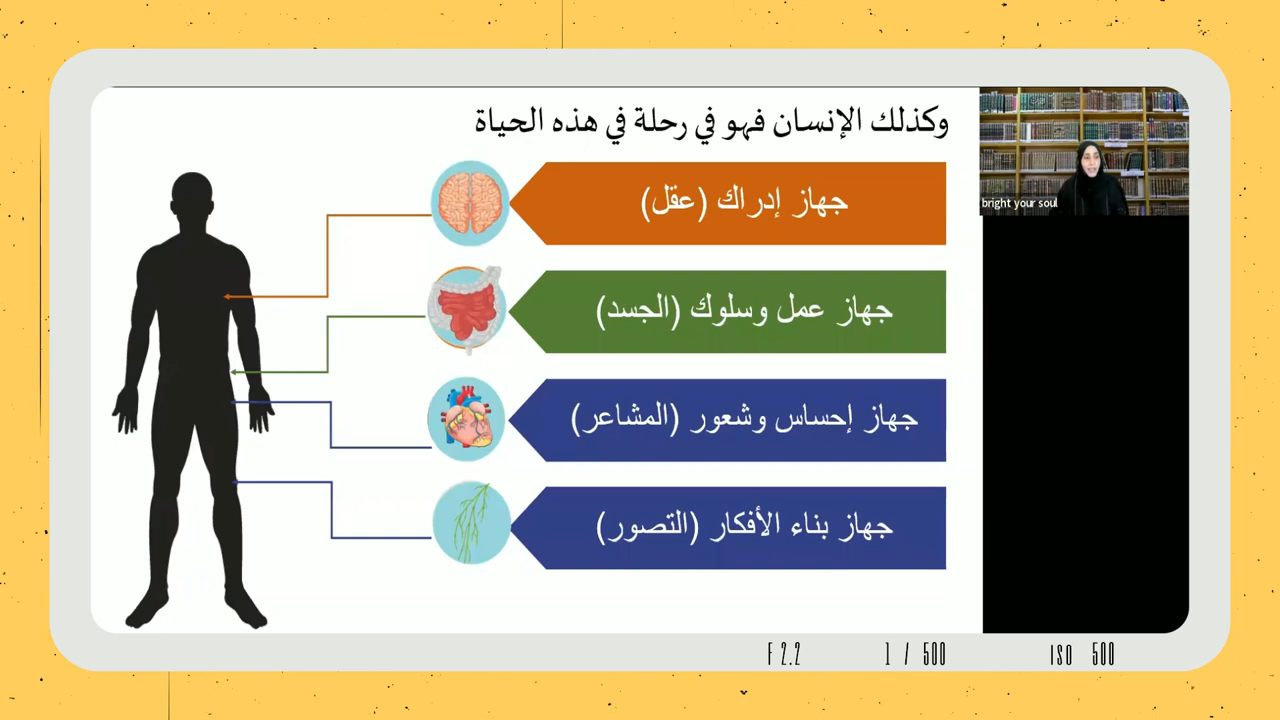 وكذلك الإنسان فهو في رحلة في هذه الحياة
جهاز إدراك (عقل)
جهاز عمل وسلوك (الجسد)
جهاز إحساس وشعور (المشاعر)
جهاز بناء الأفكار (التصور)
bright your soul
F 2.2 1 / 500 ISO 500